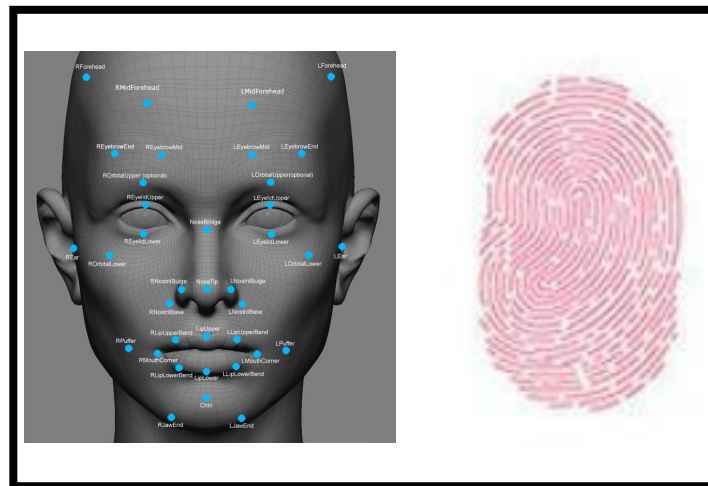 RForehead
LForehead
RMidForehead
LMidForehead
REyebrowEnd
REyebrowMid
LEyebrowMid
LEyebrowEnd
ROrbitalUpper (optional)
LOrbitalUpper(optional)
REyelidUpper
LEyelidUpper
NoseBridge
REyelidLower
LEyelidLower
REar
ROrbitalLower
LOrbitalLower
LEar
RNostrilBulge
NoseTip
LNostrilBulge
RNostrilBase
LNostrilBase
RLipUpperBend
LipUpper
LLipUpperBend
RPuffer
LPuffer
RMouthCorner
LMouthCorner
RLipLowerBend
LipLower
LLipLowerBend
Chin
RJawEnd
LJawEnd